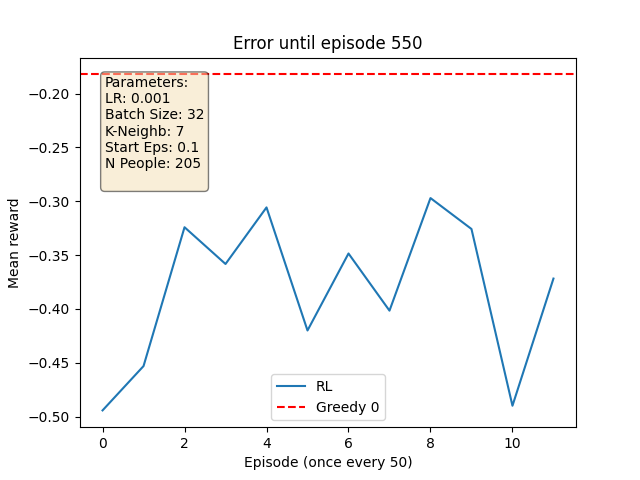 Error until episode 550
Parameters:
LR: 0.001
Batch Size: 32
K-Neighb: 7
Start Eps: 0.1
N People: 205
−0.20
−0.25
−0.30
−0.35
−0.40
−0.45
−0.50
Mean reward
RL
Greedy 0
0 2 4 6 8 10
Episode (once every 50)